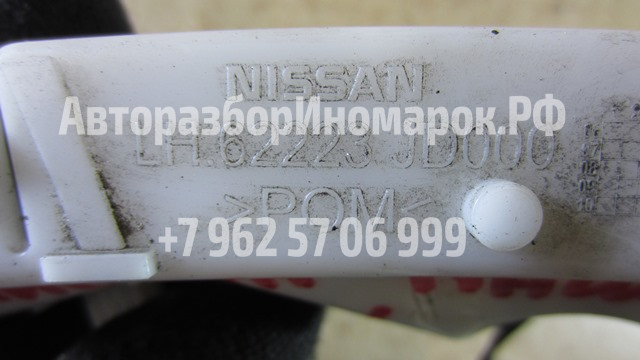 NISSAN
АвторазборИномарок.РФ
LH 62223 JD000
>POM<
+7 962 57 06 999